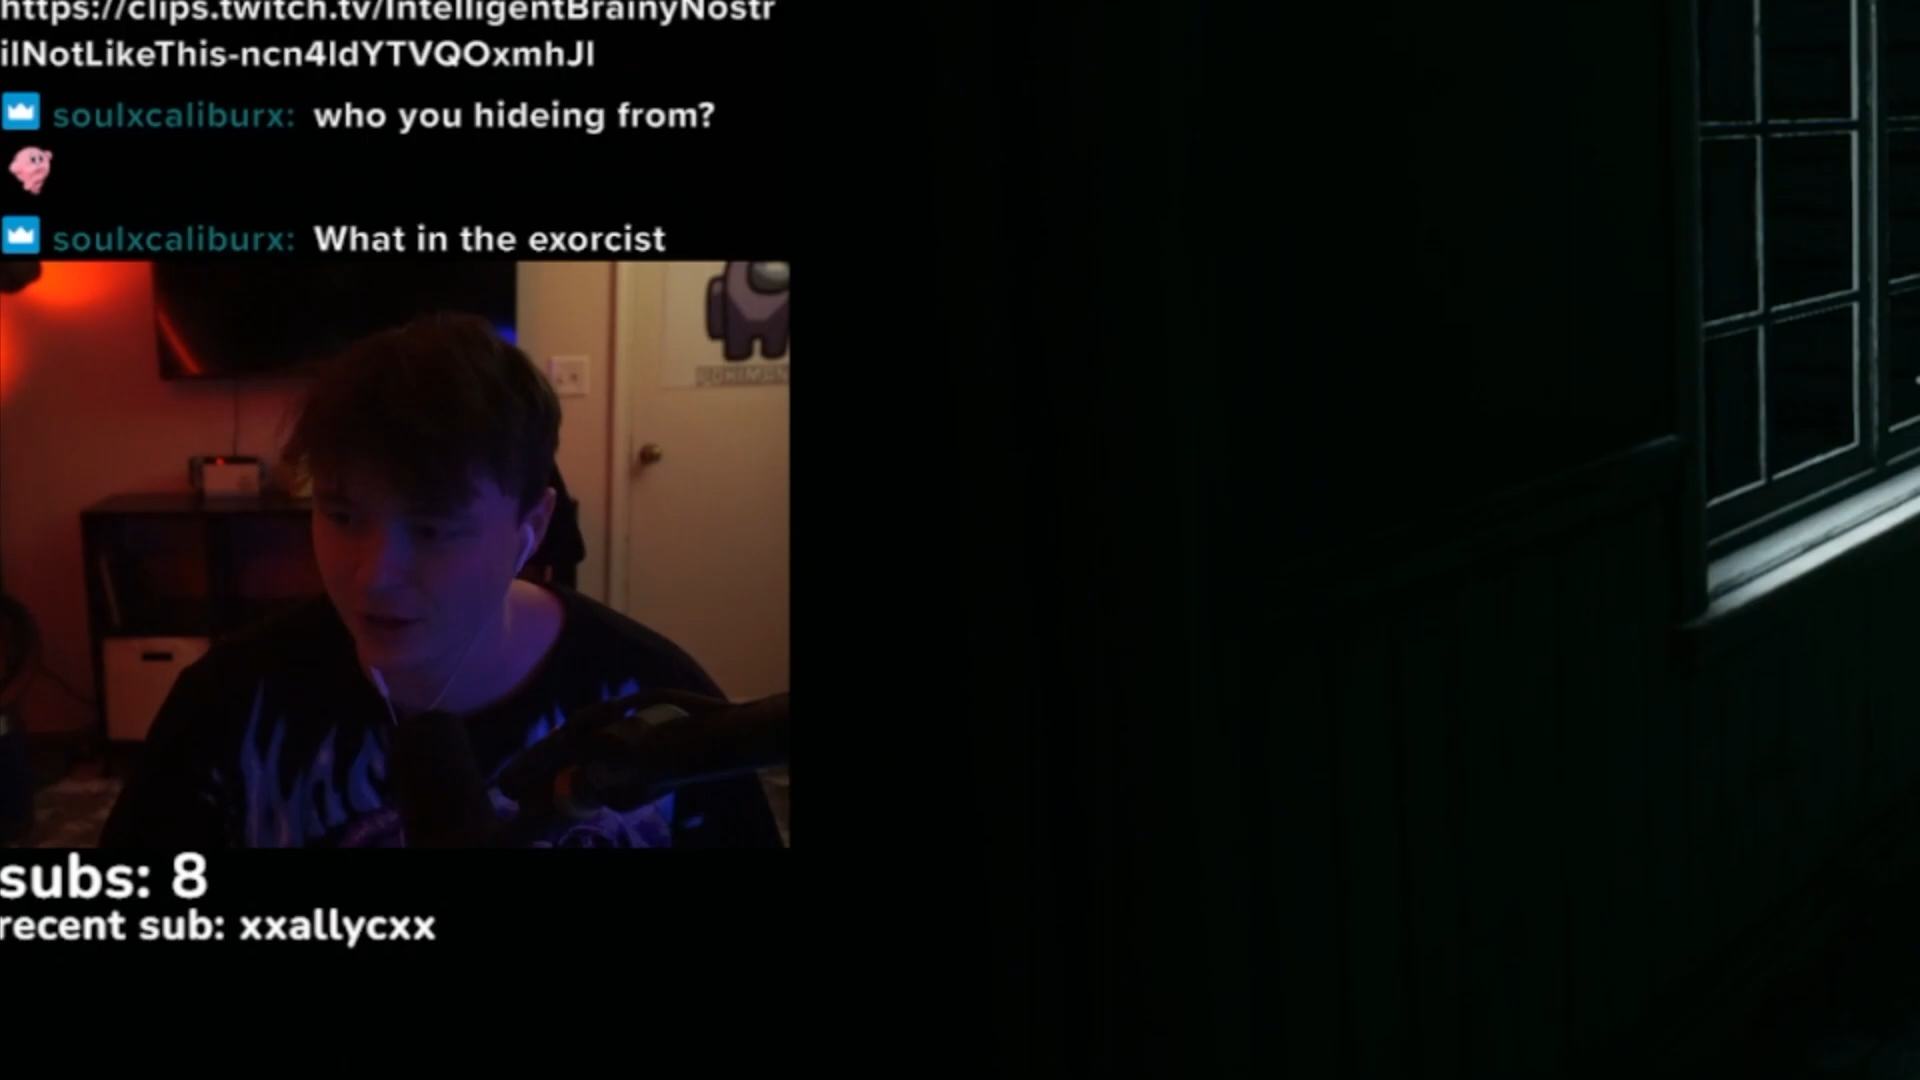 https://clips.twitch.tv/IntelligentBrainyNostr
ilNotLikeThis-ncn4ldYTVQOxmhJl
soulxcaliburx: who you hideing from?
soulxcaliburx: What in the exorcist
subs: 8
recent sub: xxallycxx